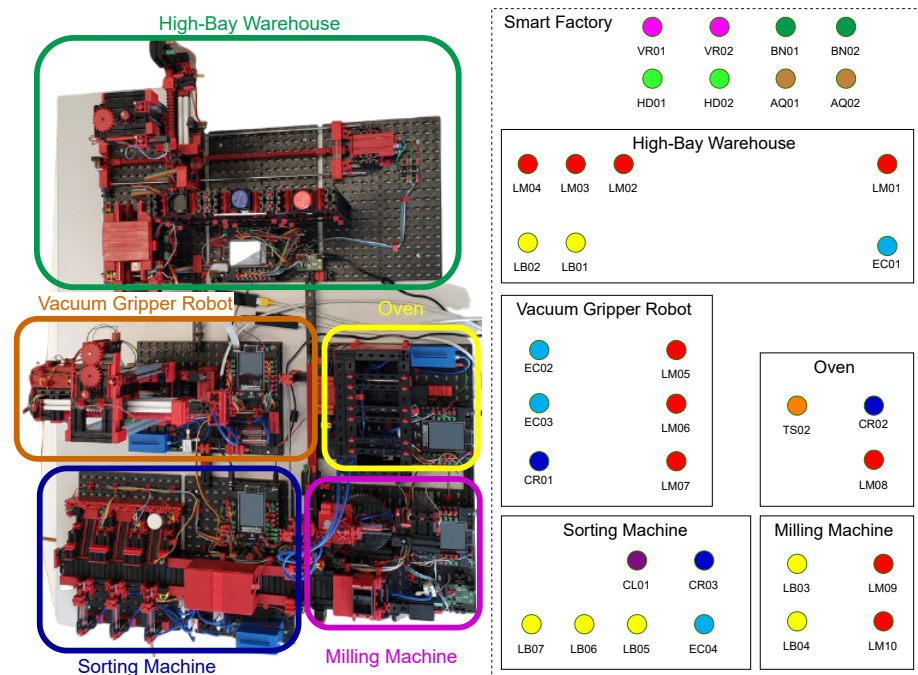 High-Bay Warehouse
Vacuum Gripper Robot
Oven
Sorting Machine
Milling Machine
Smart Factory
VR01 VR02 BN01 BN02
HD01 HD02 AQ01 AQ02
High-Bay Warehouse
LM04 LM03 LM02 LM01
LB02 LB01 EC01
Vacuum Gripper Robot
EC02 LM05
EC03 LM06
CR01 LM07
Oven
TS02 CR02
LM08
Sorting Machine
CL01 CR03
LB07 LB06 LB05 EC04
Milling Machine
LB03 LM09
LB04 LM10